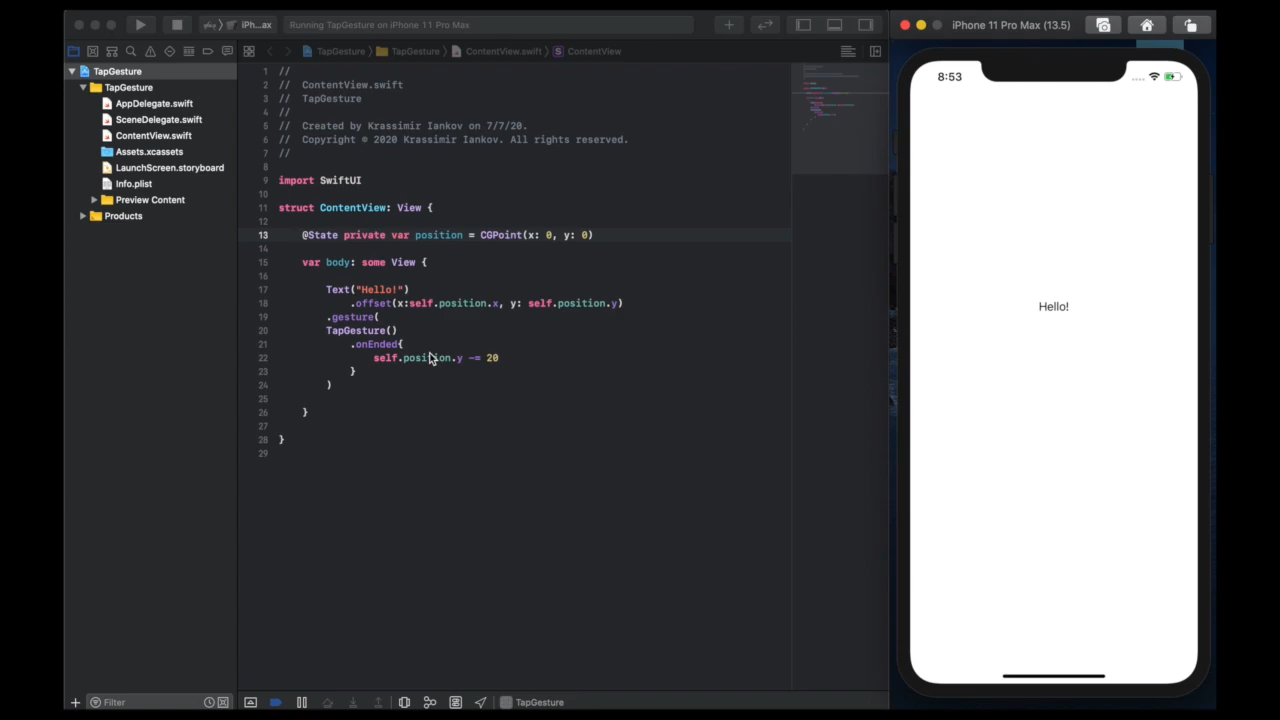 iPh...ax
Running TapGesture on iPhone 11 Pro Max
iPhone 11 Pro Max (13.5)
TapGesture
TapGesture
ContentView.swift
ContentView
TapGesture
TapGesture
AppDelegate.swift
SceneDelegate.swift
ContentView.swift
Assets.xcassets
LaunchScreen.storyboard
Info.plist
Preview Content
Products
1 //
2 // ContentView.swift
3 // TapGesture
4 //
5 // Created by Krassimir Iankov on 7/7/20.
6 // Copyright © 2020 Krassimir Iankov. All rights reserved.
7 //
8
9 import SwiftUI
10
11 struct ContentView: View {
12
13 @State private var position = CGPoint(x: 0, y: 0)
14
15 var body: some View {
16
17 Text("Hello!")
18 .offset(x:self.position.x, y: self.position.y)
19 .gesture(
20 TapGesture()
21 .onEnded{
22 self.position.y -= 20
23 }
24 )
25
26 }
27
28 }
29
8:53
Hello!
Filter
TapGesture